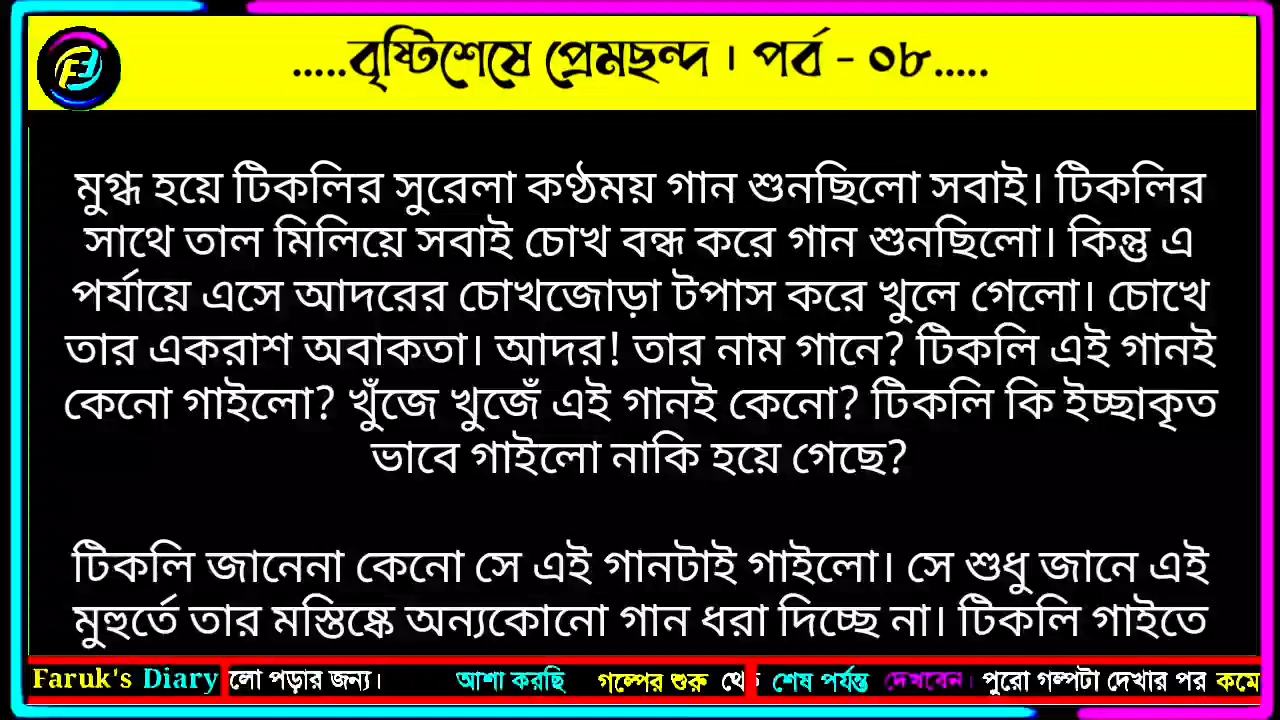 .....বৃষ্টিশেষে প্রেমছন্দ । পর্ব - ০৮.....
মুগ্ধ হয়ে টিকলির সুরেলা কণ্ঠময় গান শুনছিলো সবাই। টিকলির
সাথে তাল মিলিয়ে সবাই চোখ বন্ধ করে গান শুনছিলো। কিন্তু এ
পর্যায়ে এসে আদরের চোখজোড়া টপাস করে খুলে গেলো। চোখে
তার একরাশ অবাকতা। আদর! তার নাম গানে? টিকলি এই গানই
কেনো গাইলো? খুঁজে খুজেঁ এই গানই কেনো? টিকলি কি ইচ্ছাকৃত
ভাবে গাইলো নাকি হয়ে গেছে?
টিকলি জানেনা কেনো সে এই গানটাই গাইলো। সে শুধু জানে এই
মুহুর্তে তার মস্তিষ্কে অন্যকোনো গান ধরা দিচ্ছে না। টিকলি গাইতে
Faruk's Diary লো পড়ার জন্য। আশা করছি গল্পের শুরু থে শেষ পর্যন্ত দেখবেন। পুরো গল্পটা দেখার পর কমে